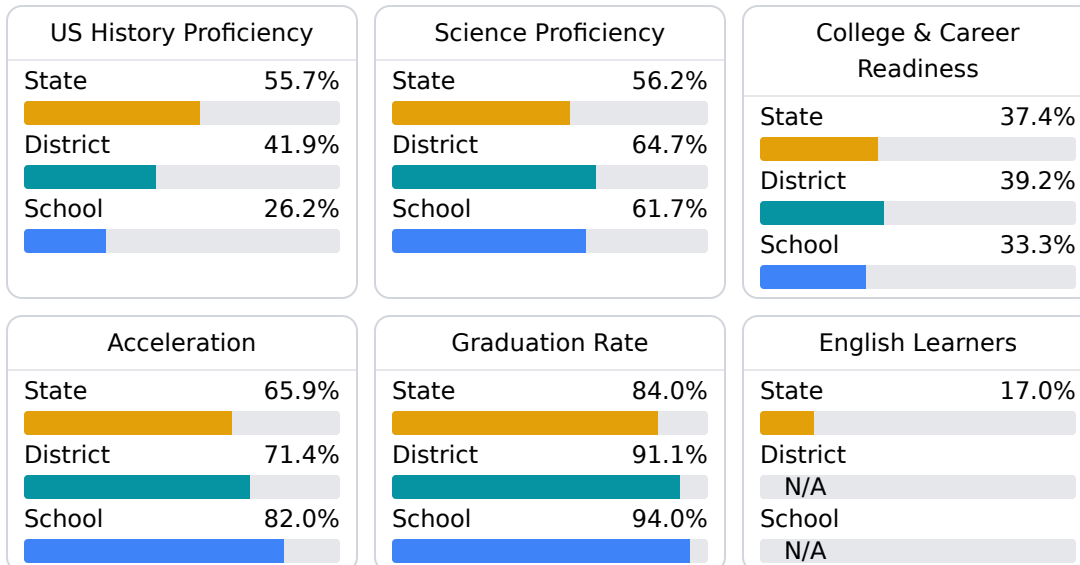 US History Proficiency
State 55.7%
District 41.9%
School 26.2%
Science Proficiency
State 56.2%
District 64.7%
School 61.7%
College & Career
Readiness
State 37.4%
District 39.2%
School 33.3%
Acceleration
State 65.9%
District 71.4%
School 82.0%
Graduation Rate
State 84.0%
District 91.1%
School 94.0%
English Learners
State 17.0%
District
N/A
School
N/A